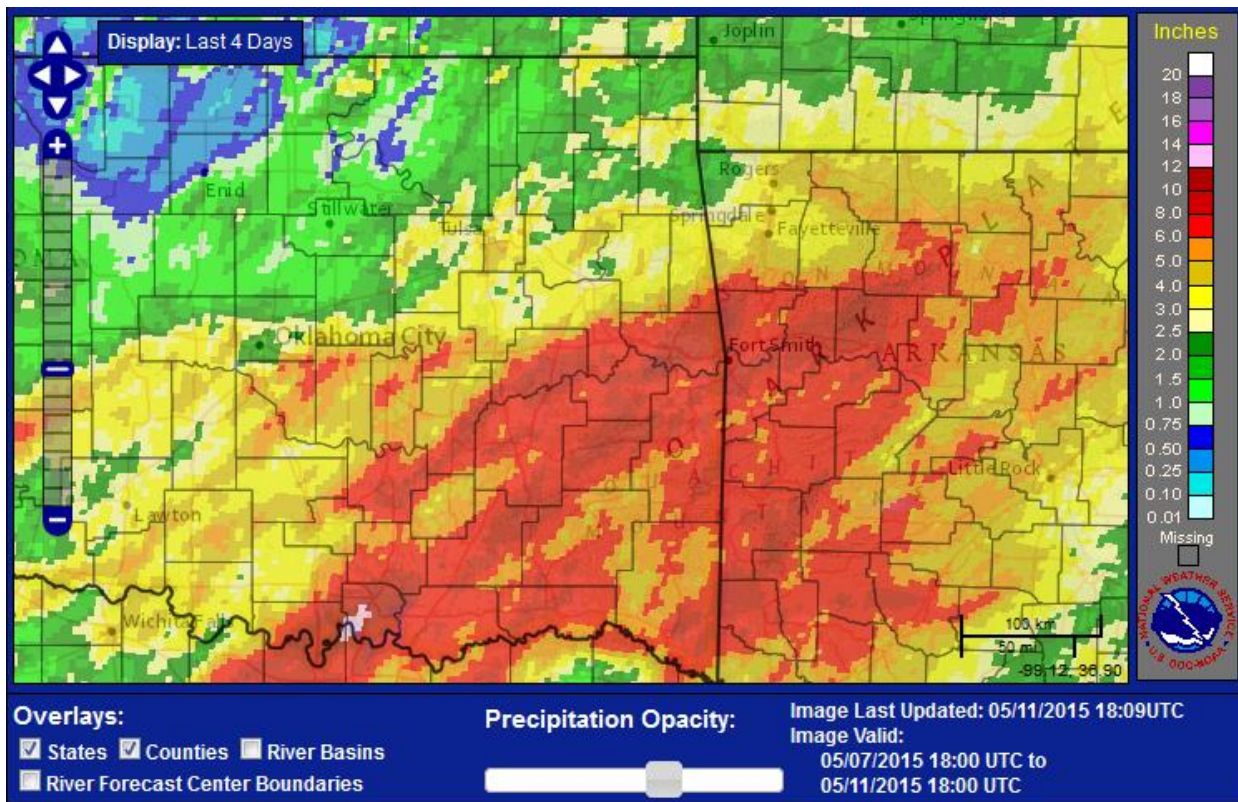 Display: Last 4 Days
Joplin
Inches
20
18
16
14
12
10
8.0
6.0
5.0
4.0
3.0
2.5
2.0
1.5
1.0
0.75
0.50
0.25
0.10
0.01
Missing
NATIONAL WEATHER SERVICE
U.S DOC-NOAA
Rogers
Enid
Stillwater
Springdale
Tulsa
Fayetteville
Oklahoma City
Fort Smith
ARKANSAS
Little Rock
Lawton
Wichita Falls
100 km
50 mi
-99.12, 36.90
Overlays:
States Counties River Basins
River Forecast Center Boundaries
Precipitation Opacity:
Image Last Updated: 05/11/2015 18:09UTC
Image Valid:
05/07/2015 18:00 UTC to
05/11/2015 18:00 UTC